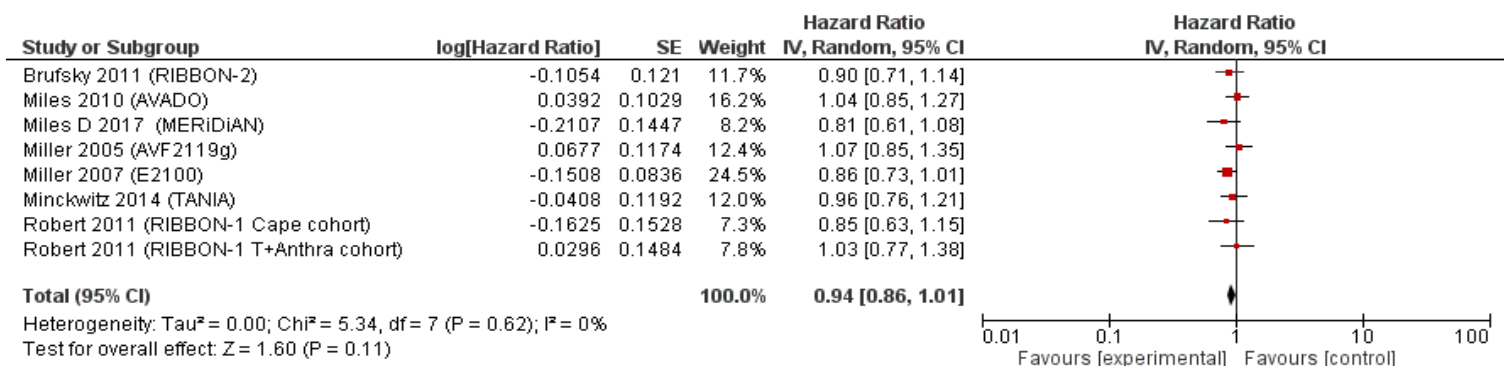 Hazard Ratio Hazard Ratio
Study or Subgroup log[Hazard Ratio] SE Weight IV, Random, 95% CI IV, Random, 95% CI
Brufsky 2011 (RIBBON-2) -0.1054 0.121 11.7% 0.90 [0.71, 1.14]
Miles 2010 (AVADO) 0.0392 0.1029 16.2% 1.04 [0.85, 1.27]
Miles D 2017 (MERiDiAN) -0.2107 0.1447 8.2% 0.81 [0.61, 1.08]
Miller 2005 (AVF2119g) 0.0677 0.1174 12.4% 1.07 [0.85, 1.35]
Miller 2007 (E2100) -0.1508 0.0836 24.5% 0.86 [0.73, 1.01]
Minckwitz 2014 (TANIA) -0.0408 0.1192 12.0% 0.96 [0.76, 1.21]
Robert 2011 (RIBBON-1 Cape cohort) -0.1625 0.1528 7.3% 0.85 [0.63, 1.15]
Robert 2011 (RIBBON-1 T+Anthra cohort) 0.0296 0.1484 7.8% 1.03 [0.77, 1.38]
Total (95% CI) 100.0% 0.94 [0.86, 1.01]
Heterogeneity: Tau² = 0.00; Chi² = 5.34, df = 7 (P = 0.62); I² = 0%
Test for overall effect: Z = 1.60 (P = 0.11)
0.01 0.1 1 10 100
Favours [experimental] Favours [control]